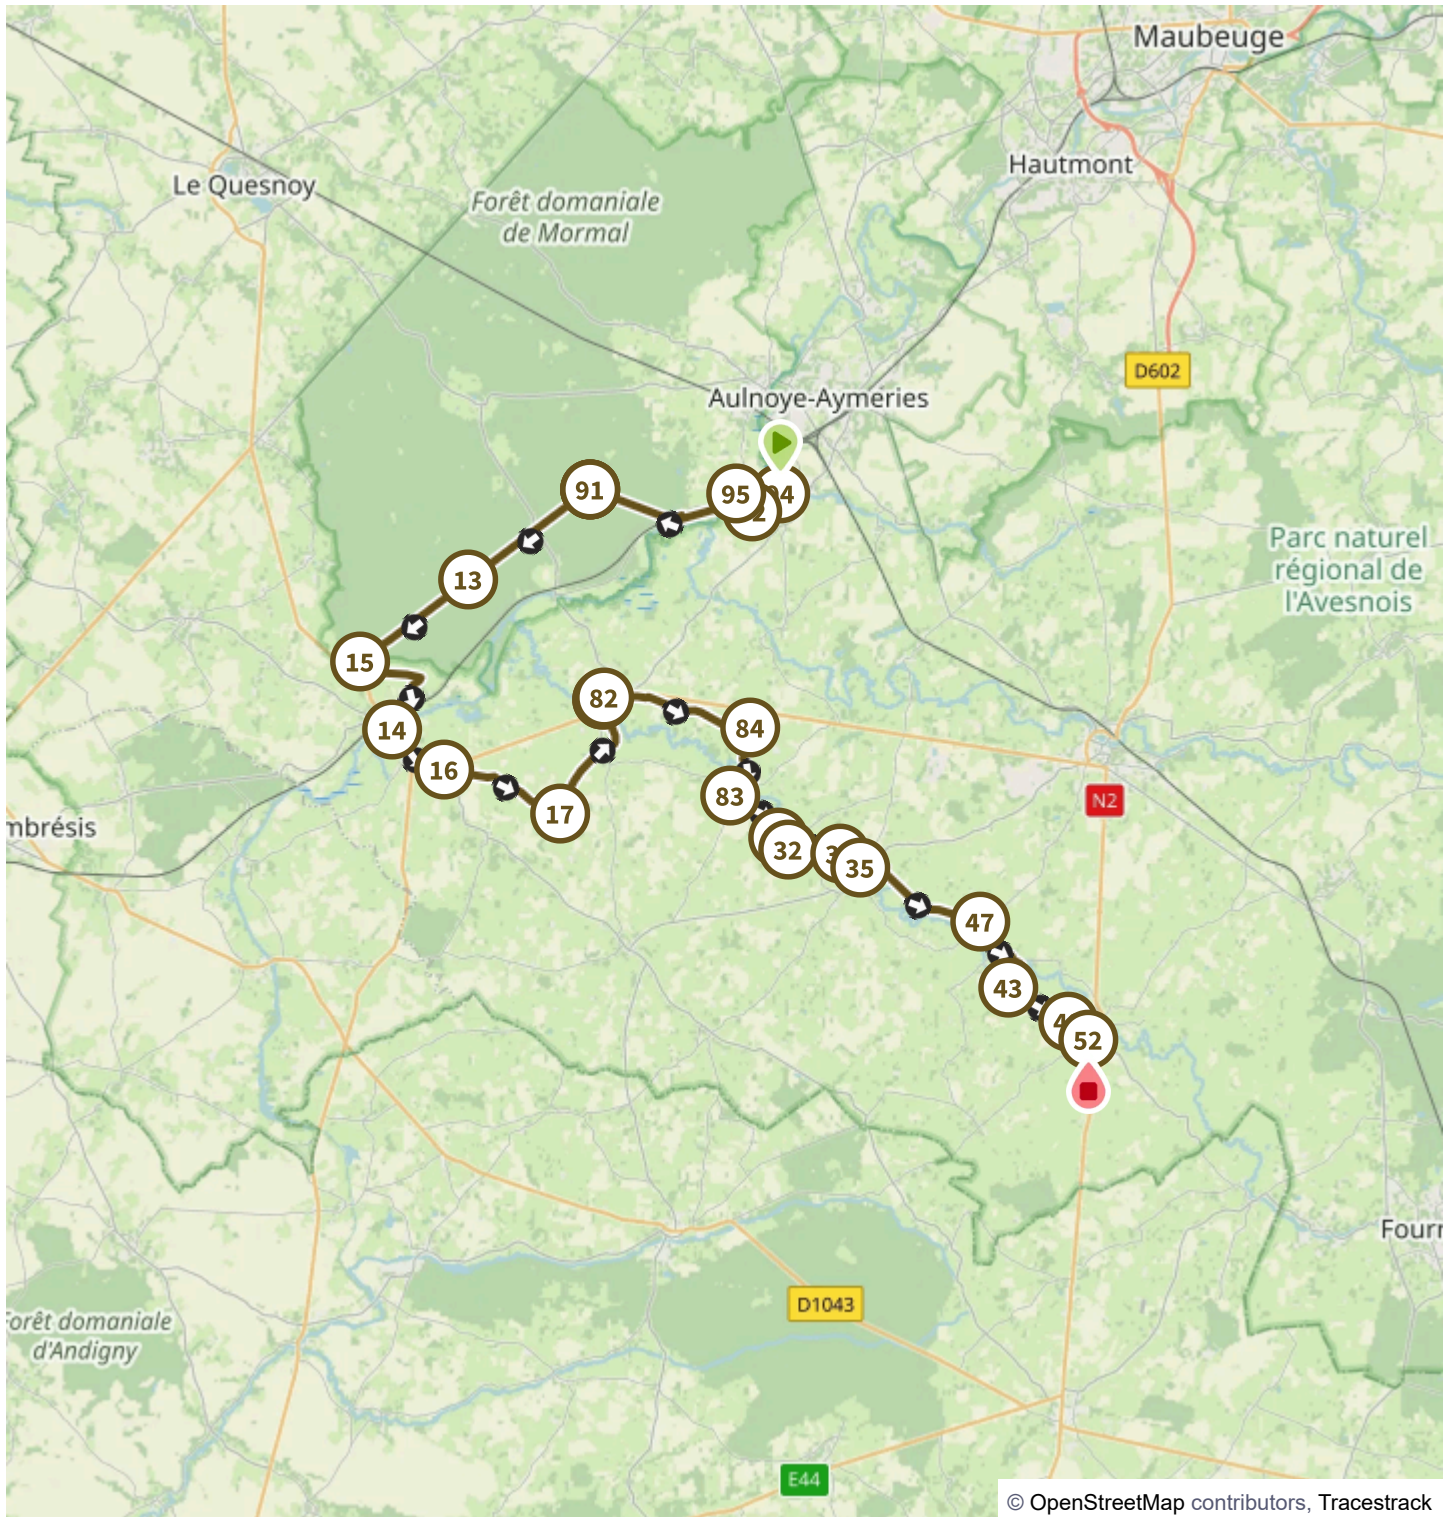 Maubeuge
Hautmont
Le Quesnoy
Forêt domaniale
de Mormal
D602
Aulnoye-Aymeries
91
95
13
Parc naturel
régional de
l'Avesnois
15
82
14
84
16
83
N2
17
32
35
47
43
52
D1043
Forêt domaniale
d'Andigny
E44
© OpenStreetMap contributors, Tracestrack